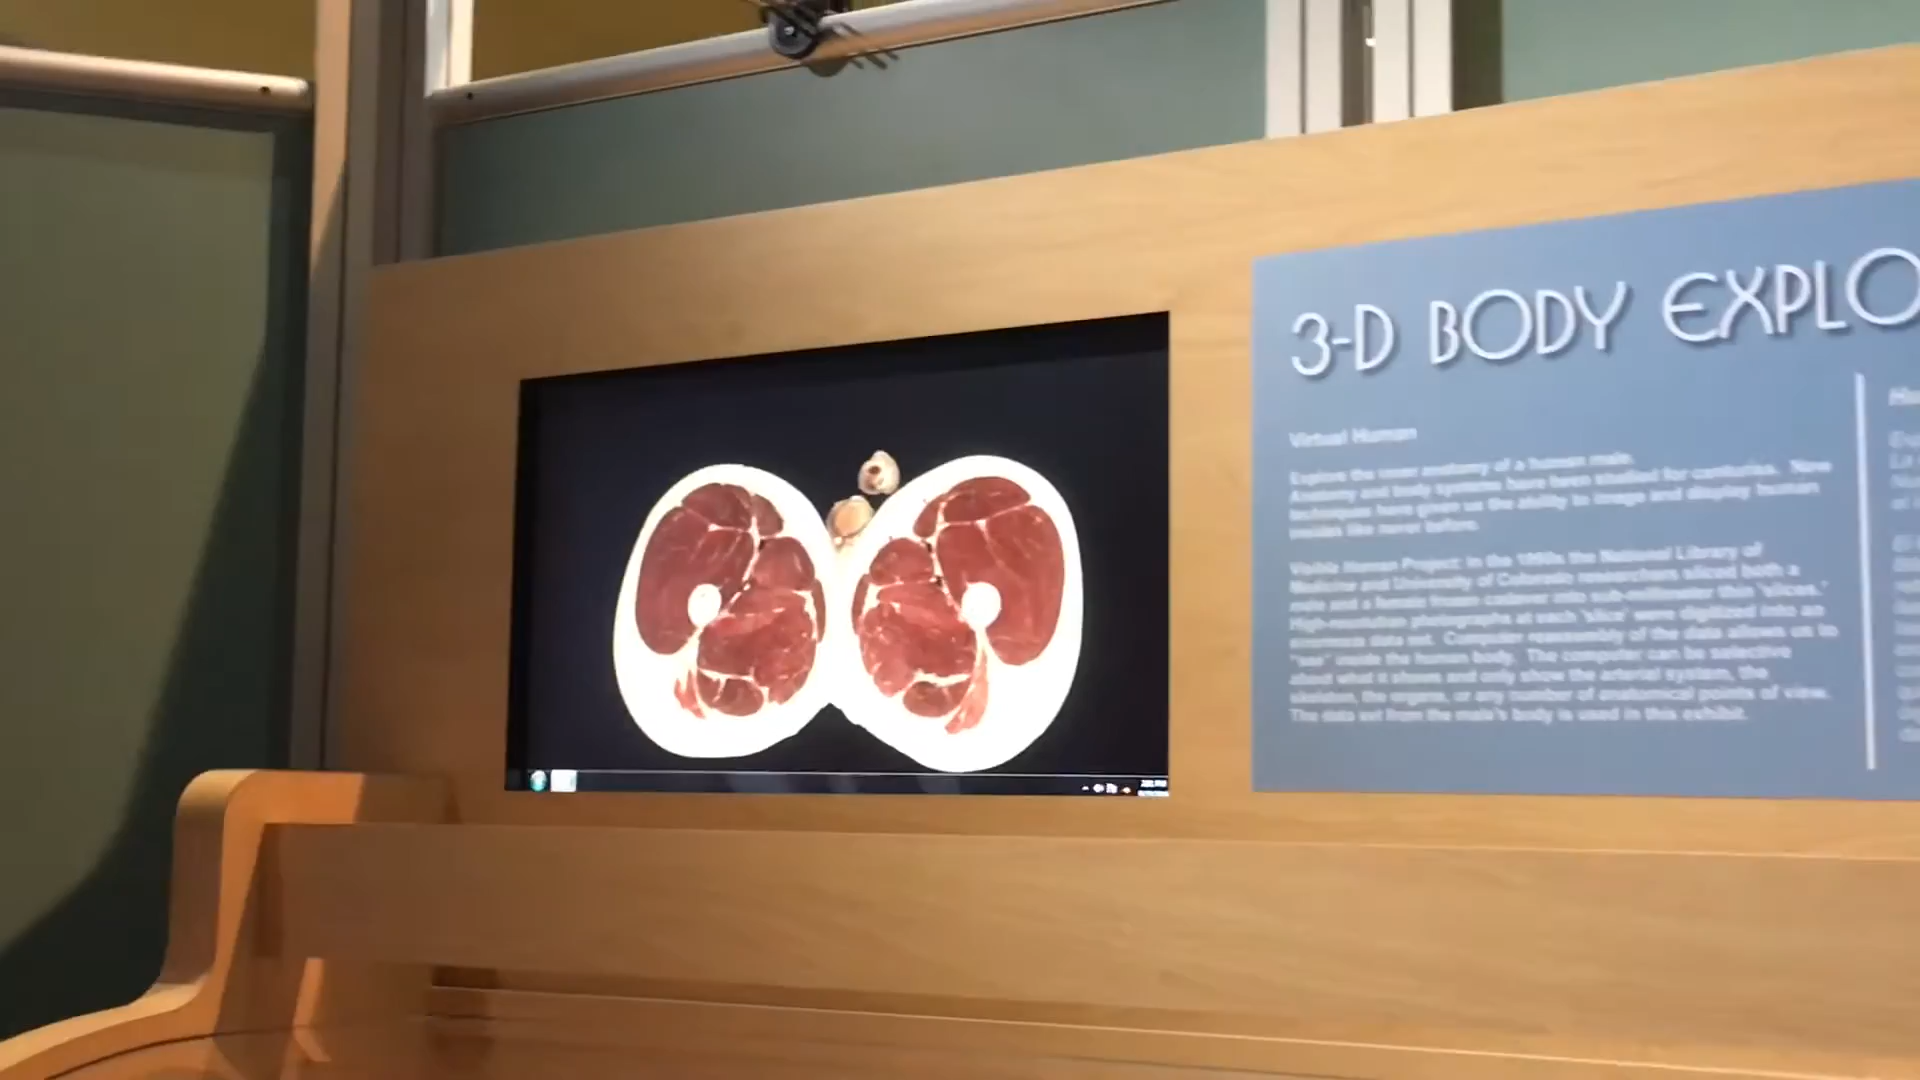 3-D BODY EXPLO
Virtual Human
Explore the inner anatomy of a human male.
Anatomy and body systems have been studied for centuries. New
techniques have given us the ability to image and display human
insides like never before.
Visible Human Project: In the 1990s the National Library of
Medicine and University of Colorado researchers sliced both a
male and a female frozen cadaver into sub-millimeter thin "slices."
High-resolution photographs of each "slice" were digitized into an
enormous data set. Computer reassembly of the data allows us to
"see" inside the human body. The computer can be selective
about what it shows and only show the arterial system, the
skeleton, the organs, or any number of anatomical points of view.
The data set from the male's body is used in this exhibit.